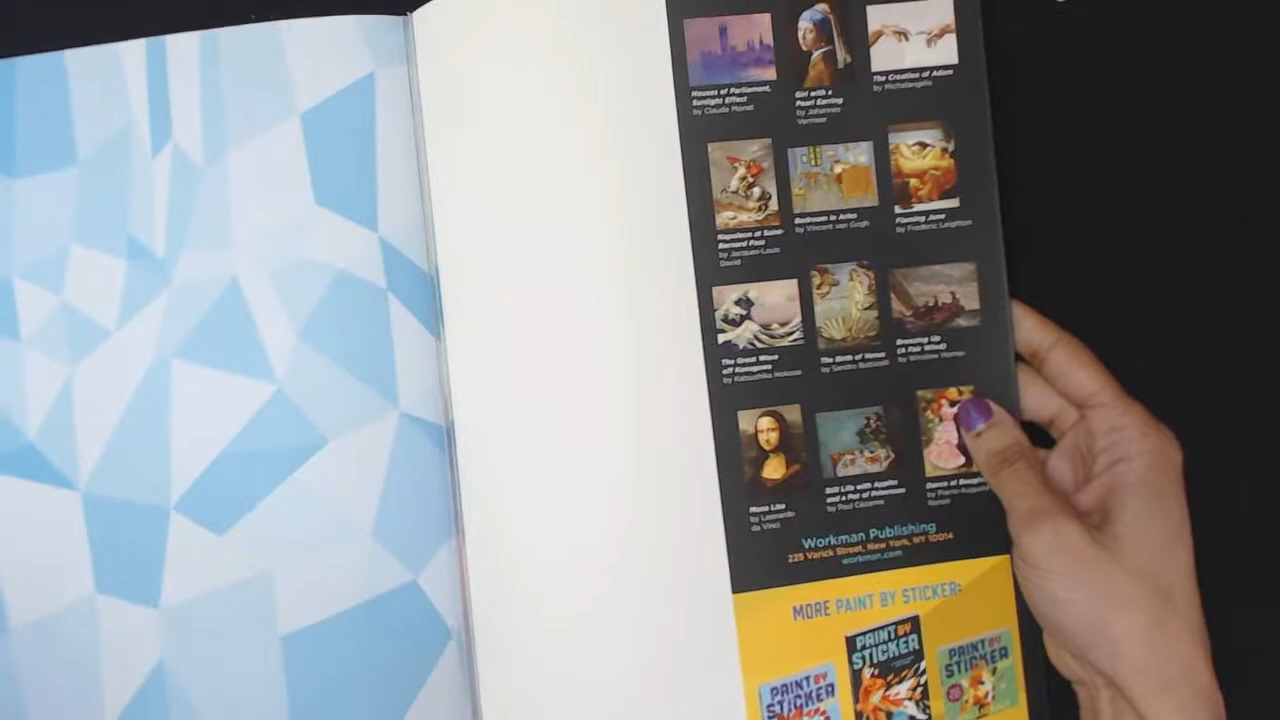 Houses of Parliament,
Sunlight Effect
by Claude Monet
Girl with a
Pearl Earring
by Johannes
Vermeer
The Creation of Adam
by Michelangelo
Napoleon at Saint-
Bernard Pass
by Jacques-Louis
David
Bedroom in Arles
by Vincent van Gogh
Flaming June
by Frederic Leighton
The Great Wave
off Kanagawa
by Katsushika Hokusai
The Birth of Venus
by Sandro Botticelli
Breezing Up
(A Fair Wind)
by Winslow Homer
Mona Lisa
by Leonardo
da Vinci
Still Life with Apples
and a Pot of Primroses
by Paul Cézanne
Dance at Bougival
by Pierre-Auguste
Renoir
Workman Publishing
225 Varick Street, New York, NY 10014
workman.com
MORE PAINT BY STICKER:
PAINT BY
STICKER
PAINT BY
STICKER
PAINT BY
STICKER